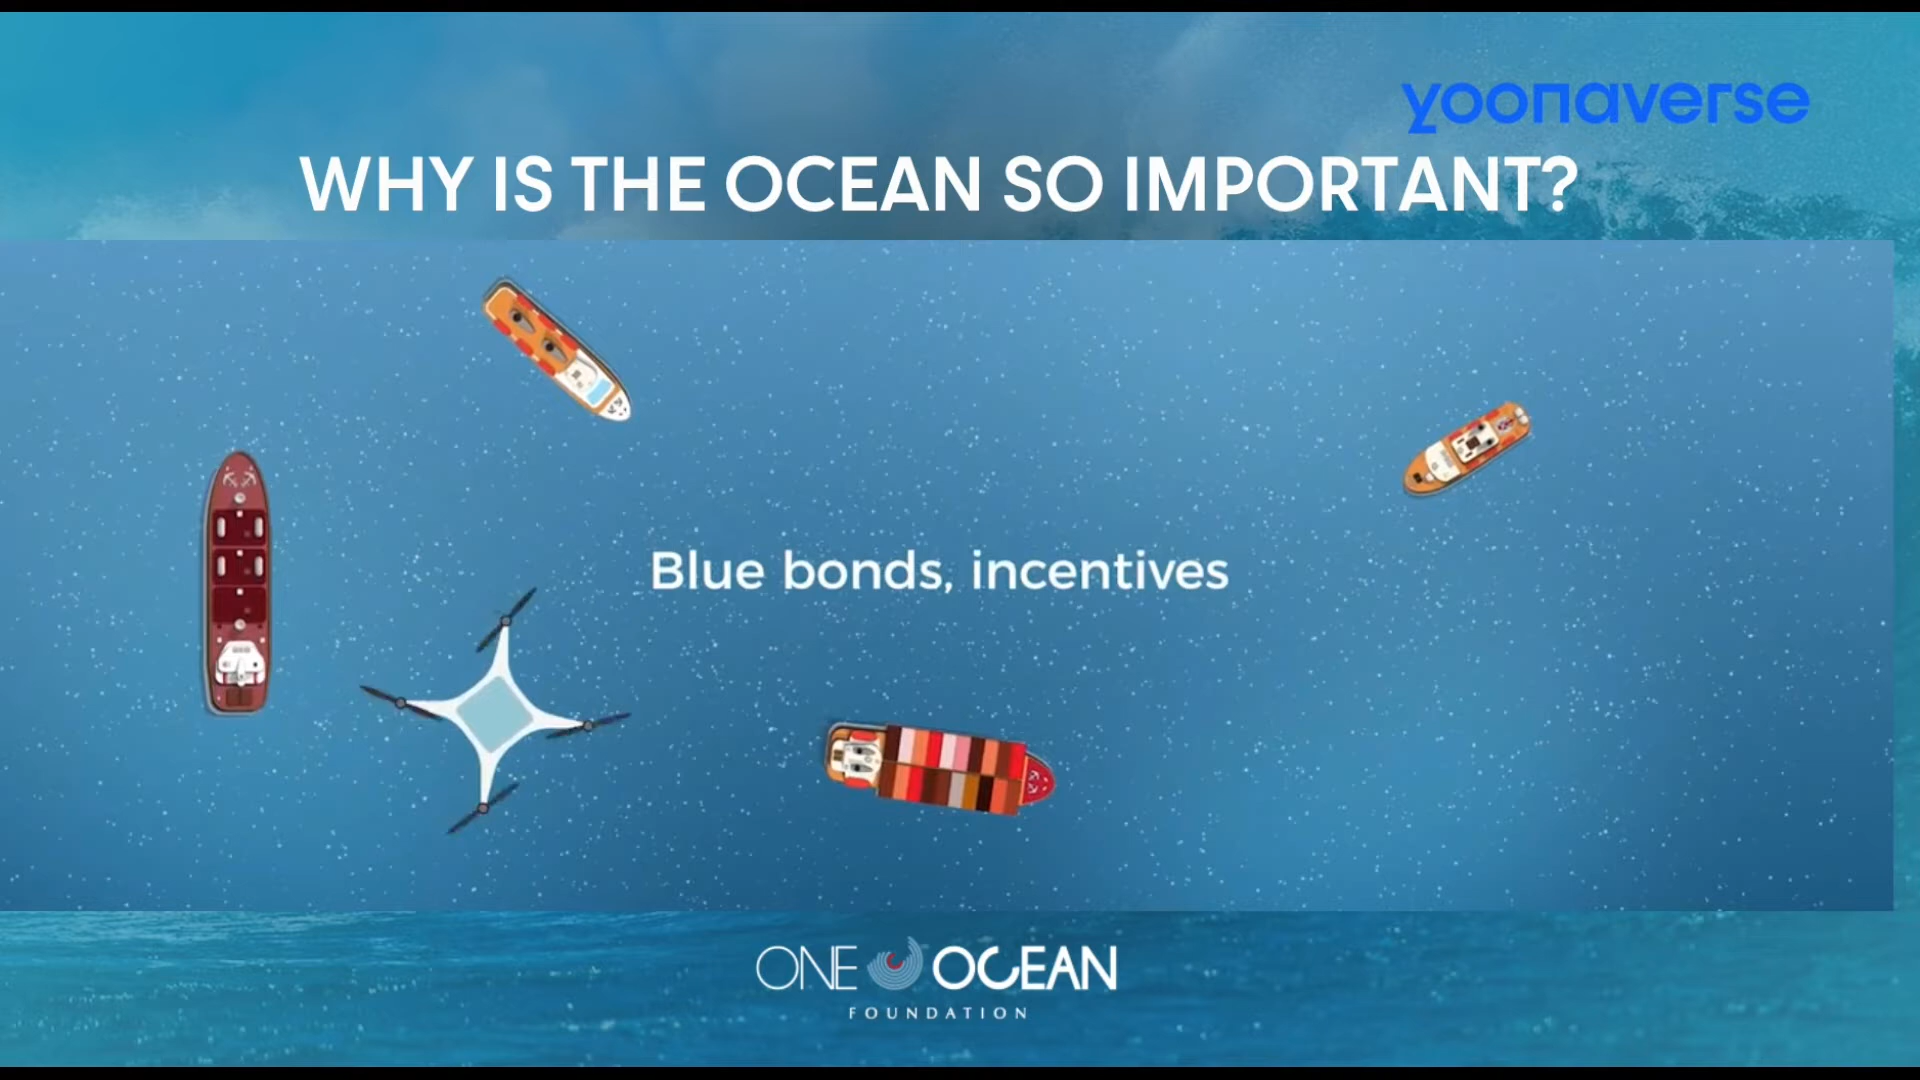 yoonaverse
WHY IS THE OCEAN SO IMPORTANT?
Blue bonds, incentives
ONE OCEAN
FOUNDATION